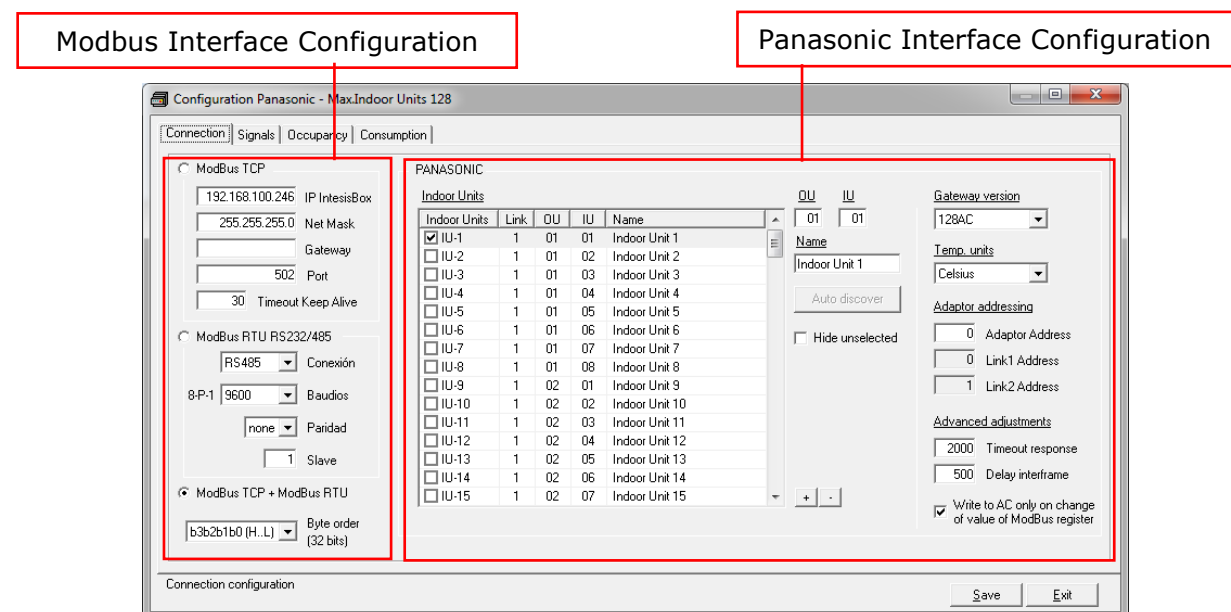 Modbus Interface Configuration
Panasonic Interface Configuration
Configuration Panasonic - Max.Indoor Units 128
Connection Signals Occupancy Consumption
ModBus TCP
192.168.100.246 IP IntesisBox
255.255.255.0 Net Mask
Gateway
502 Port
30 Timeout Keep Alive
ModBus RTU RS232/485
RS485 Conexión
8-P-1 9600 Baudios
none Paridad
1 Slave
ModBus TCP + ModBus RTU
b3b2b1b0 (H..L) Byte order
(32 bits)
PANASONIC
Indoor Units
Indoor Units Link OU IU Name
IU-1 1 01 01 Indoor Unit 1
IU-2 1 01 02 Indoor Unit 2
IU-3 1 01 03 Indoor Unit 3
IU-4 1 01 04 Indoor Unit 4
IU-5 1 01 05 Indoor Unit 5
IU-6 1 01 06 Indoor Unit 6
IU-7 1 01 07 Indoor Unit 7
IU-8 1 01 08 Indoor Unit 8
IU-9 1 02 01 Indoor Unit 9
IU-10 1 02 02 Indoor Unit 10
IU-11 1 02 03 Indoor Unit 11
IU-12 1 02 04 Indoor Unit 12
IU-13 1 02 05 Indoor Unit 13
IU-14 1 02 06 Indoor Unit 14
IU-15 1 02 07 Indoor Unit 15
OU IU
01 01
Name
Indoor Unit 1
Auto discover
Hide unselected
+ -
Gateway version
128AC
Temp. units
Celsius
Adaptor addressing
0 Adaptor Address
0 Link1 Address
1 Link2 Address
Advanced adjustments
2000 Timeout response
500 Delay interframe
Write to AC only on change
of value of ModBus register
Connection configuration
Save Exit